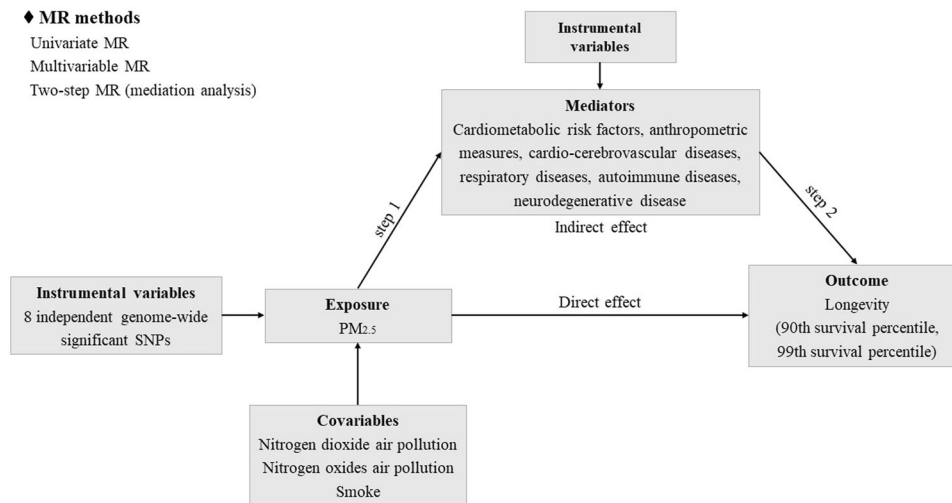 ♦ MR methods
Univariate MR
Multivariable MR
Two-step MR (mediation analysis)
Instrumental
variables
Mediators
Cardiometabolic risk factors, anthropometric
measures, cardio-cerebrovascular diseases,
respiratory diseases, autoimmune diseases,
neurodegenerative disease
Indirect effect
step 1
step 2
Instrumental variables
8 independent genome-wide
significant SNPs
Exposure
PM2.5
Direct effect
Outcome
Longevity
(90th survival percentile,
99th survival percentile)
Covariables
Nitrogen dioxide air pollution
Nitrogen oxides air pollution
Smoke